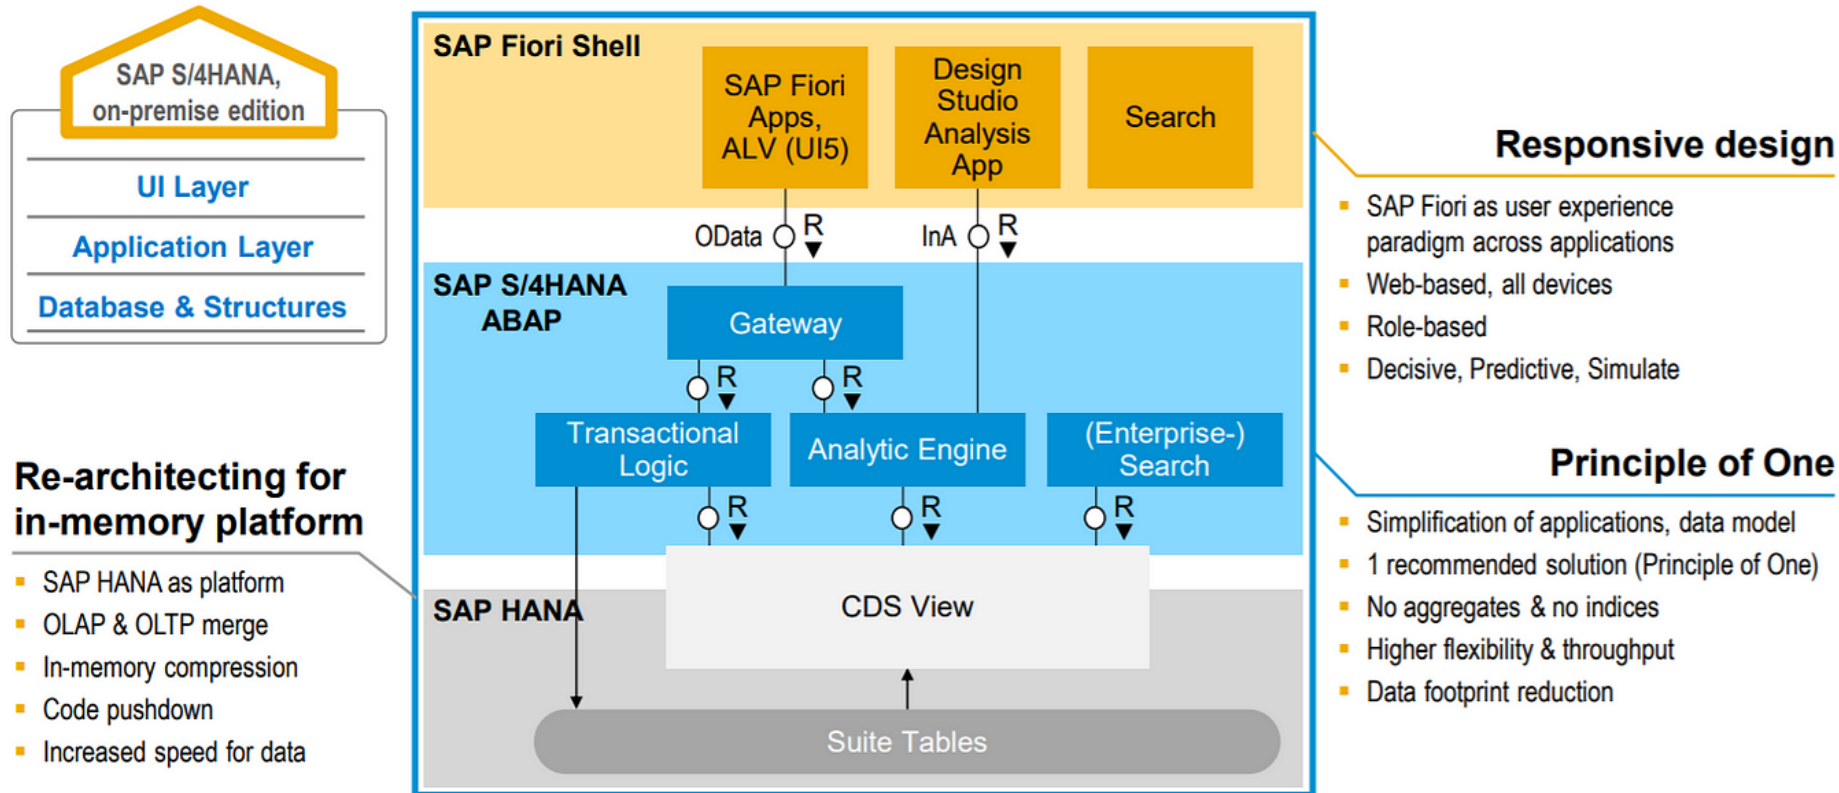 SAP S/4HANA,
on-premise edition
UI Layer
Application Layer
Database & Structures
Re-architecting for
in-memory platform
SAP HANA as platform
OLAP & OLTP merge
In-memory compression
Code pushdown
Increased speed for data
SAP Fiori Shell
SAP Fiori
Apps,
ALV (UI5)
Design
Studio
Analysis
App
Search
OData
R
InA
R
SAP S/4HANA
ABAP
Gateway
R
R
Transactional
Logic
Analytic Engine
(Enterprise-)
Search
R
R
R
SAP HANA
CDS View
Suite Tables
Responsive design
SAP Fiori as user experience
paradigm across applications
Web-based, all devices
Role-based
Decisive, Predictive, Simulate
Principle of One
Simplification of applications, data model
1 recommended solution (Principle of One)
No aggregates & no indices
Higher flexibility & throughput
Data footprint reduction